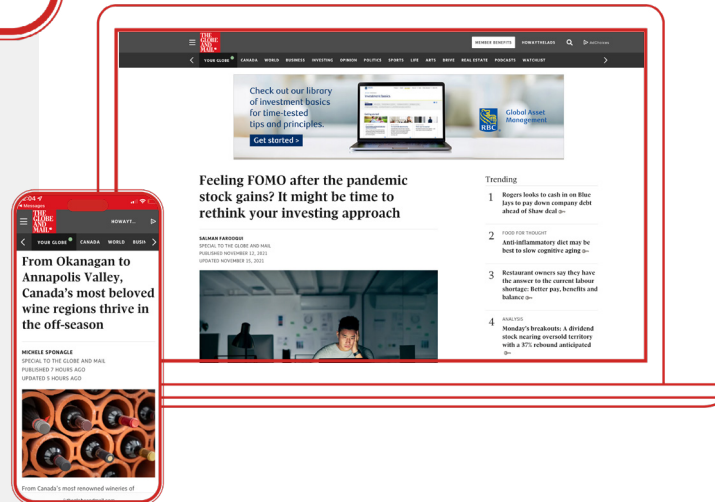 THE
GLOBE
AND
MAIL*
MEMBER BENEFITS
HOWAYTHELADS
AdChoices
YOUR GLOBE
CANADA
WORLD
BUSINESS
INVESTING
OPINION
POLITICS
SPORTS
LIFE
ARTS
DRIVE
REAL ESTATE
PODCASTS
WATCHLIST
Check out our library
of investment basics
for time-tested
tips and principles.
Get started >
RBC
Global Asset
Management
Feeling FOMO after the pandemic
stock gains? It might be time to
rethink your investing approach
SALMAN FAROOQUI
SPECIAL TO THE GLOBE AND MAIL
PUBLISHED NOVEMBER 12, 2021
UPDATED NOVEMBER 15, 2021
Trending
1
Rogers looks to cash in on Blue
Jays to pay down company debt
ahead of Shaw deal
2
FOOD FOR THOUGHT
Anti-inflammatory diet may be
best to slow cognitive aging
3
Restaurant owners say they have
the answer to the current labour
shortage: Better pay, benefits and
balance
4
ANALYSIS
Monday's breakouts: A dividend
stock nearing oversold territory
with a 37% rebound anticipated
Messages
THE
GLOBE
AND
MAIL*
HOWAYT...
YOUR GLOBE
CANADA
WORLD
From Okanagan to
Annapolis Valley,
Canada's most beloved
wine regions thrive in
the off-season
MICHELE SPONAGLE
SPECIAL TO THE GLOBE AND MAIL
PUBLISHED 7 HOURS AGO
UPDATED 5 HOURS AGO
From Canada's most renowned wineries of